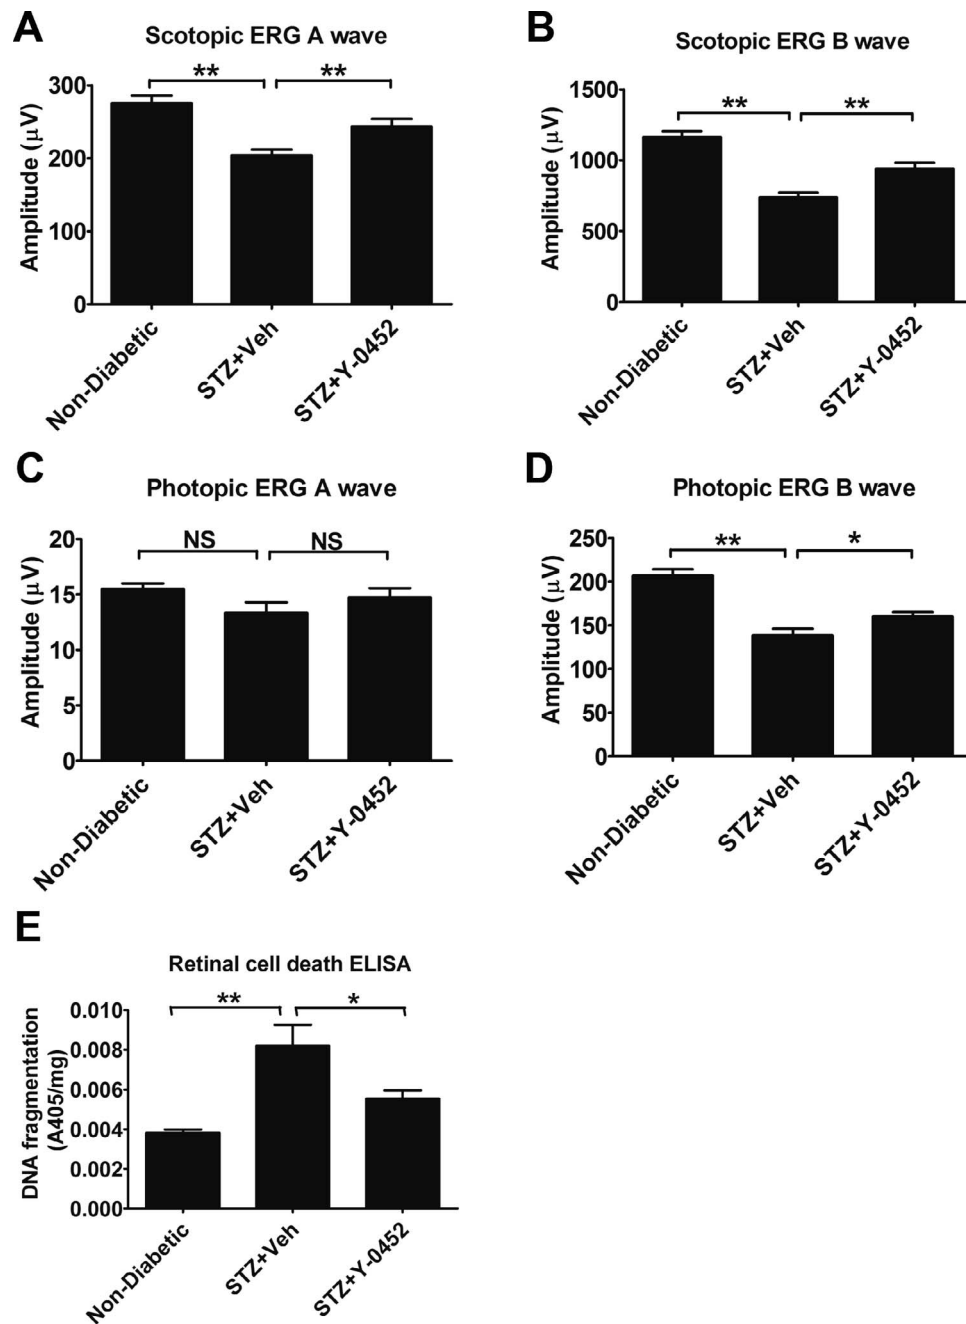 A
Scotopic ERG A wave
**
**
Amplitude (μV)
300
200
100
0
Non-Diabetic
STZ+Veh
STZ+Y-0452
B
Scotopic ERG B wave
**
**
Amplitude (μV)
1500
1000
500
0
Non-Diabetic
STZ+Veh
STZ+Y-0452
C
Photopic ERG A wave
NS
NS
Amplitude (μV)
20
15
10
5
0
Non-Diabetic
STZ+Veh
STZ+Y-0452
D
Photopic ERG B wave
**
*
Amplitude (μV)
250
200
150
100
50
0
Non-Diabetic
STZ+Veh
STZ+Y-0452
E
Retinal cell death ELISA
**
*
DNA fragmentation
(A405/mg)
0.010
0.008
0.006
0.004
0.002
0.000
Non-Diabetic
STZ+Veh
STZ+Y-0452